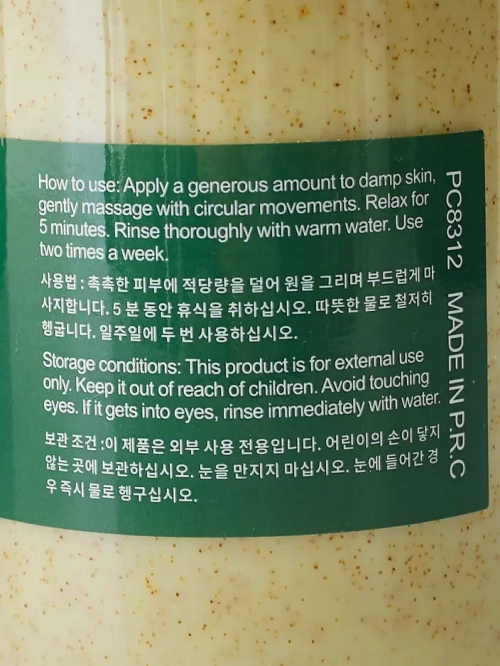 How to use: Apply a generous amount to damp skin,
gently massage with circular movements. Relax for
5 minutes. Rinse thoroughly with warm water. Use
two times a week.
사용법 : 촉촉한 피부에 적당량을 덜어 원을 그리며 부드럽게 마
사지합니다. 5 분 동안 휴식을 취하십시오. 따뜻한 물로 철저히
헹굽니다. 일주일에 두 번 사용하십시오.
Storage conditions: This product is for external use
only. Keep it out of reach of children. Avoid touching
eyes. If it gets into eyes, rinse immediately with water.
보관 조건 :이 제품은 외부 사용 전용입니다. 어린이의 손이 닿지
않는 곳에 보관하십시오. 눈을 만지지 마십시오. 눈에 들어간 경
우 즉시 물로 헹구십시오.
PC8312 MADE IN P.R.C